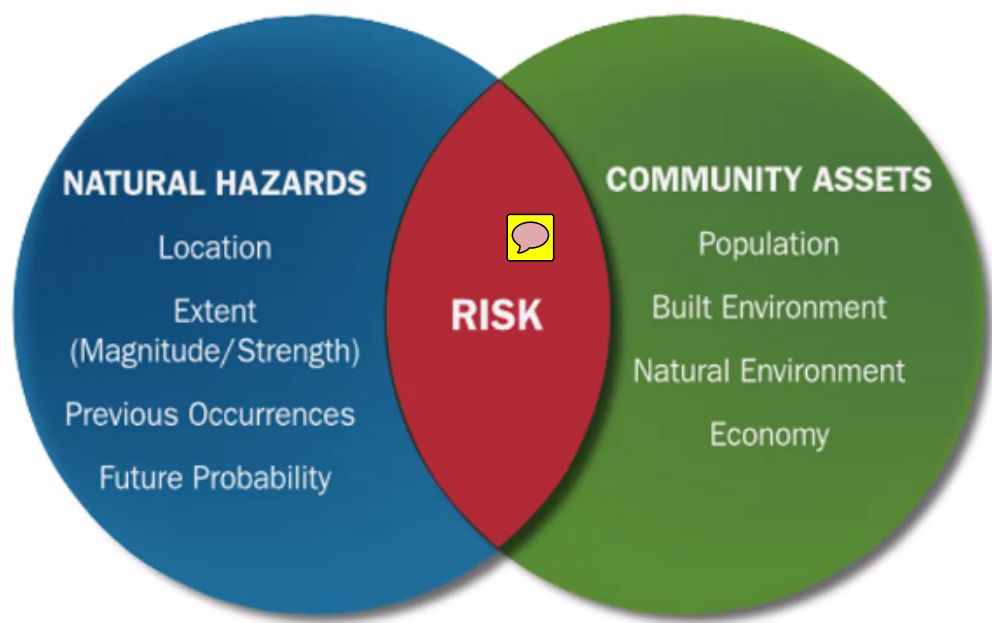 NATURAL HAZARDS
Location
Extent
(Magnitude/Strength)
Previous Occurrences
Future Probability
RISK
COMMUNITY ASSETS
Population
Built Environment
Natural Environment
Economy